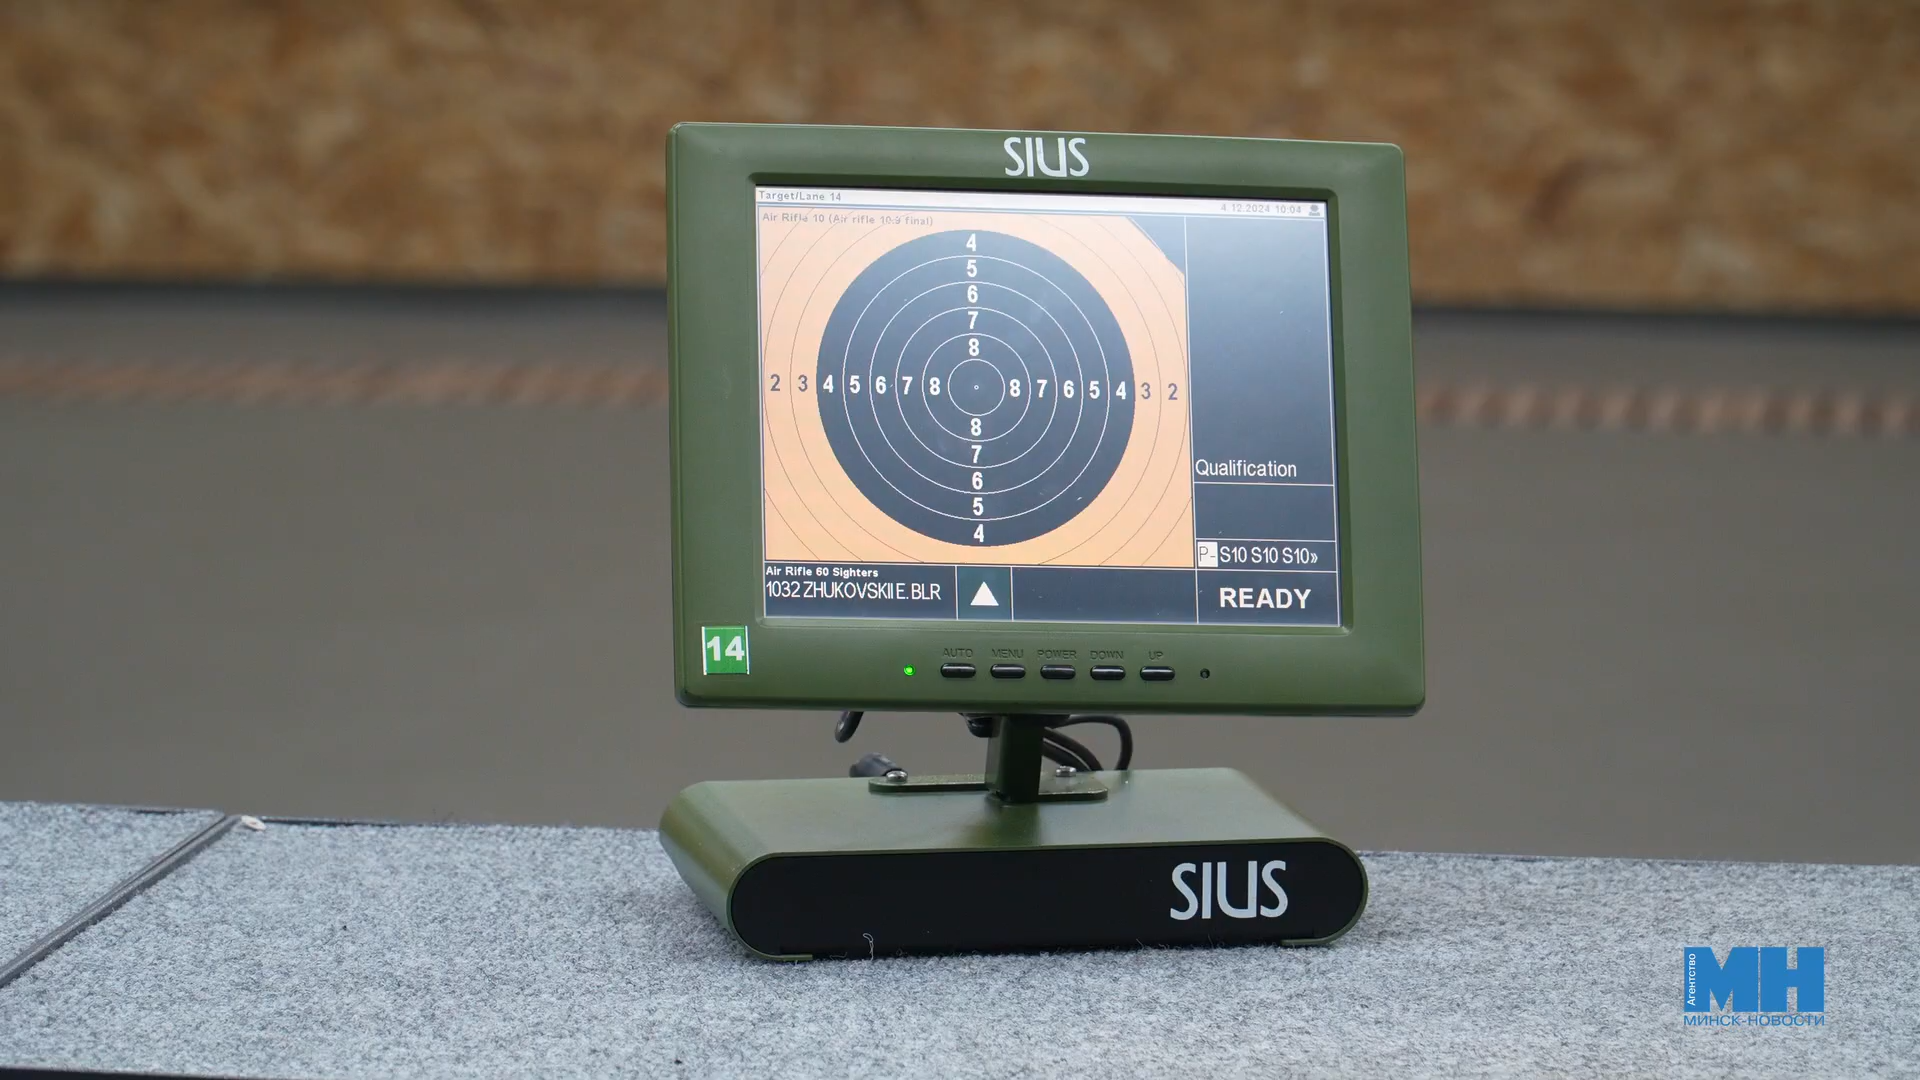 SIUS
Target/Lane 14
4.12.2024 10:04
Air Rifle 10 (Air rifle 10.9 final)
4
5
6
7
8
2 3 4 5 6 7 8 8 7 6 5 4 3 2
8
7
6
5
4
Qualification
P- S10 S10 S10»
Air Rifle 60 Sighters
1032 ZHUKOVSKII E. BLR
READY
14
AUTO MENU POWER DOWN UP
SIUS
Агентство
МН
МИНСК-НОВОСТИ